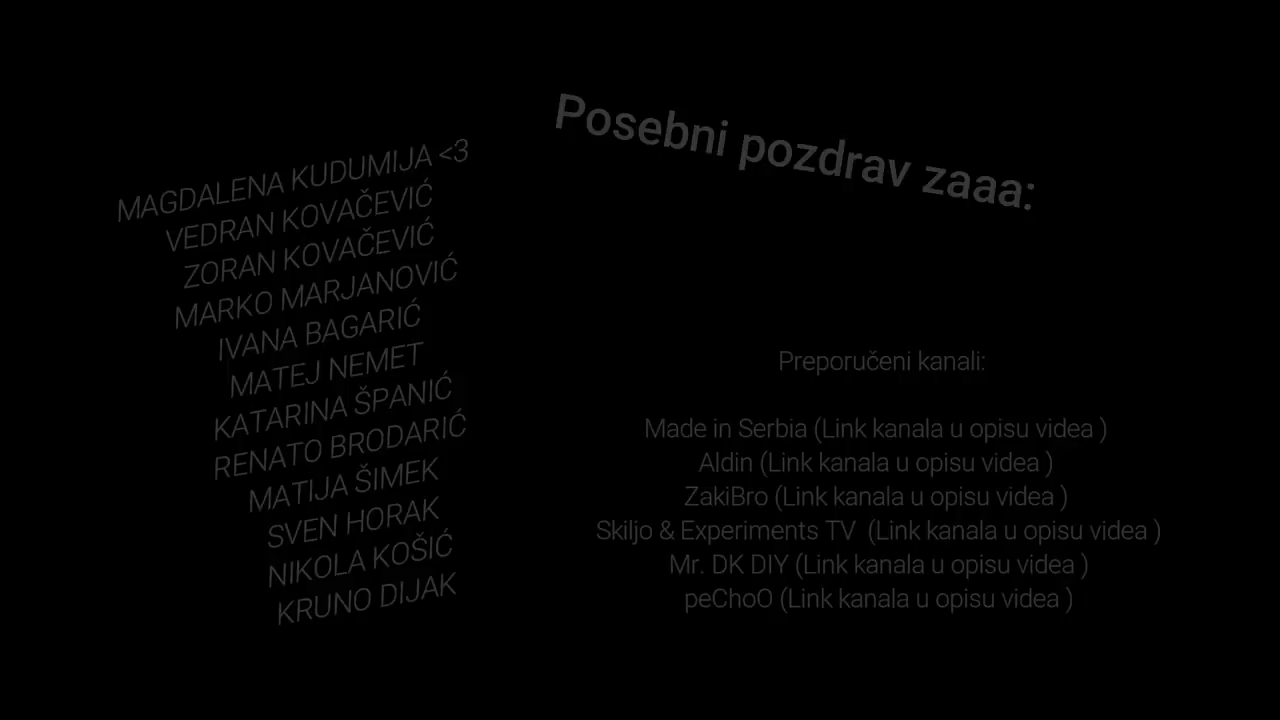 Posebni pozdrav zaaa:
MAGDALENA KUDUMIJA <3
VEDRAN KOVAČEVIĆ
ZORAN KOVAČEVIĆ
MARKO MARJANOVIĆ
IVANA BAGARIĆ
MATEJ NEMET
KATARINA ŠPANIĆ
RENATO BRODARIĆ
MATIJA ŠIMEK
SVEN HORAK
NIKOLA KOŠIĆ
KRUNO DIJAK
Preporučeni kanali:
Made in Serbia (Link kanala u opisu videa )
Aldin (Link kanala u opisu videa )
ZakiBro (Link kanala u opisu videa )
Skiljo & Experiments TV  (Link kanala u opisu videa )
Mr. DK DIY (Link kanala u opisu videa )
peChoO (Link kanala u opisu videa )